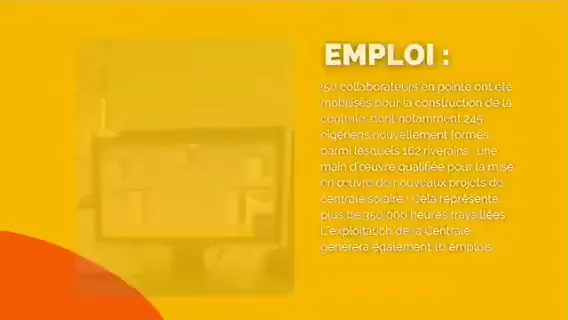 EMPLOI :
collaborateurs en pointe ont été
mobilisés pour la construction de la
centrale, dont notamment 245
nigériens nouvellement formés
parmi lesquels 162 riverains : une
main d'œuvre qualifiée pour la mise
en œuvre de nouveaux projets de
centrale solaire ! Cela représente
plus de 350 000 heures travaillées
L'exploitation de la Centrale
générera également 10 emplois